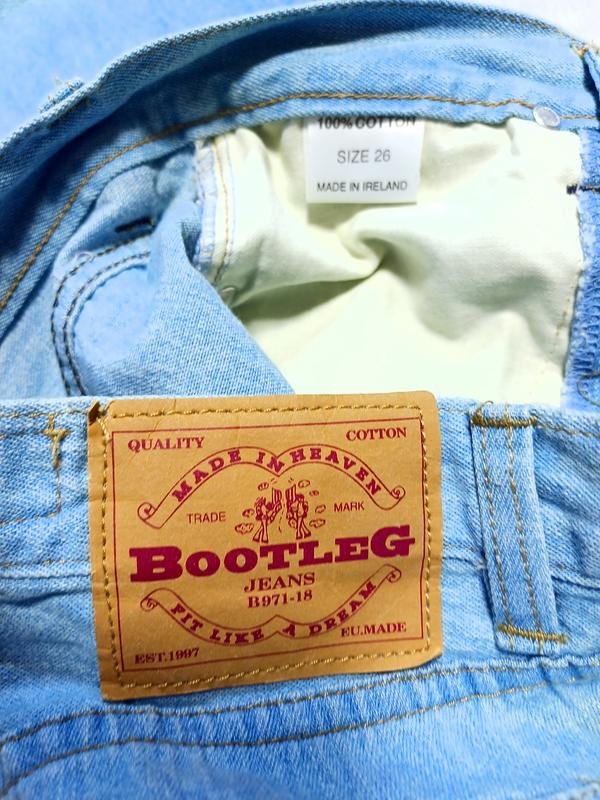 100% COTTON
SIZE 26
MADE IN IRELAND
QUALITY COTTON
MADE IN HEAVEN
TRADE MARK
BOOTLEG
JEANS
B971-18
FIT LIKE A DREAM
EST.1997 EU.MADE